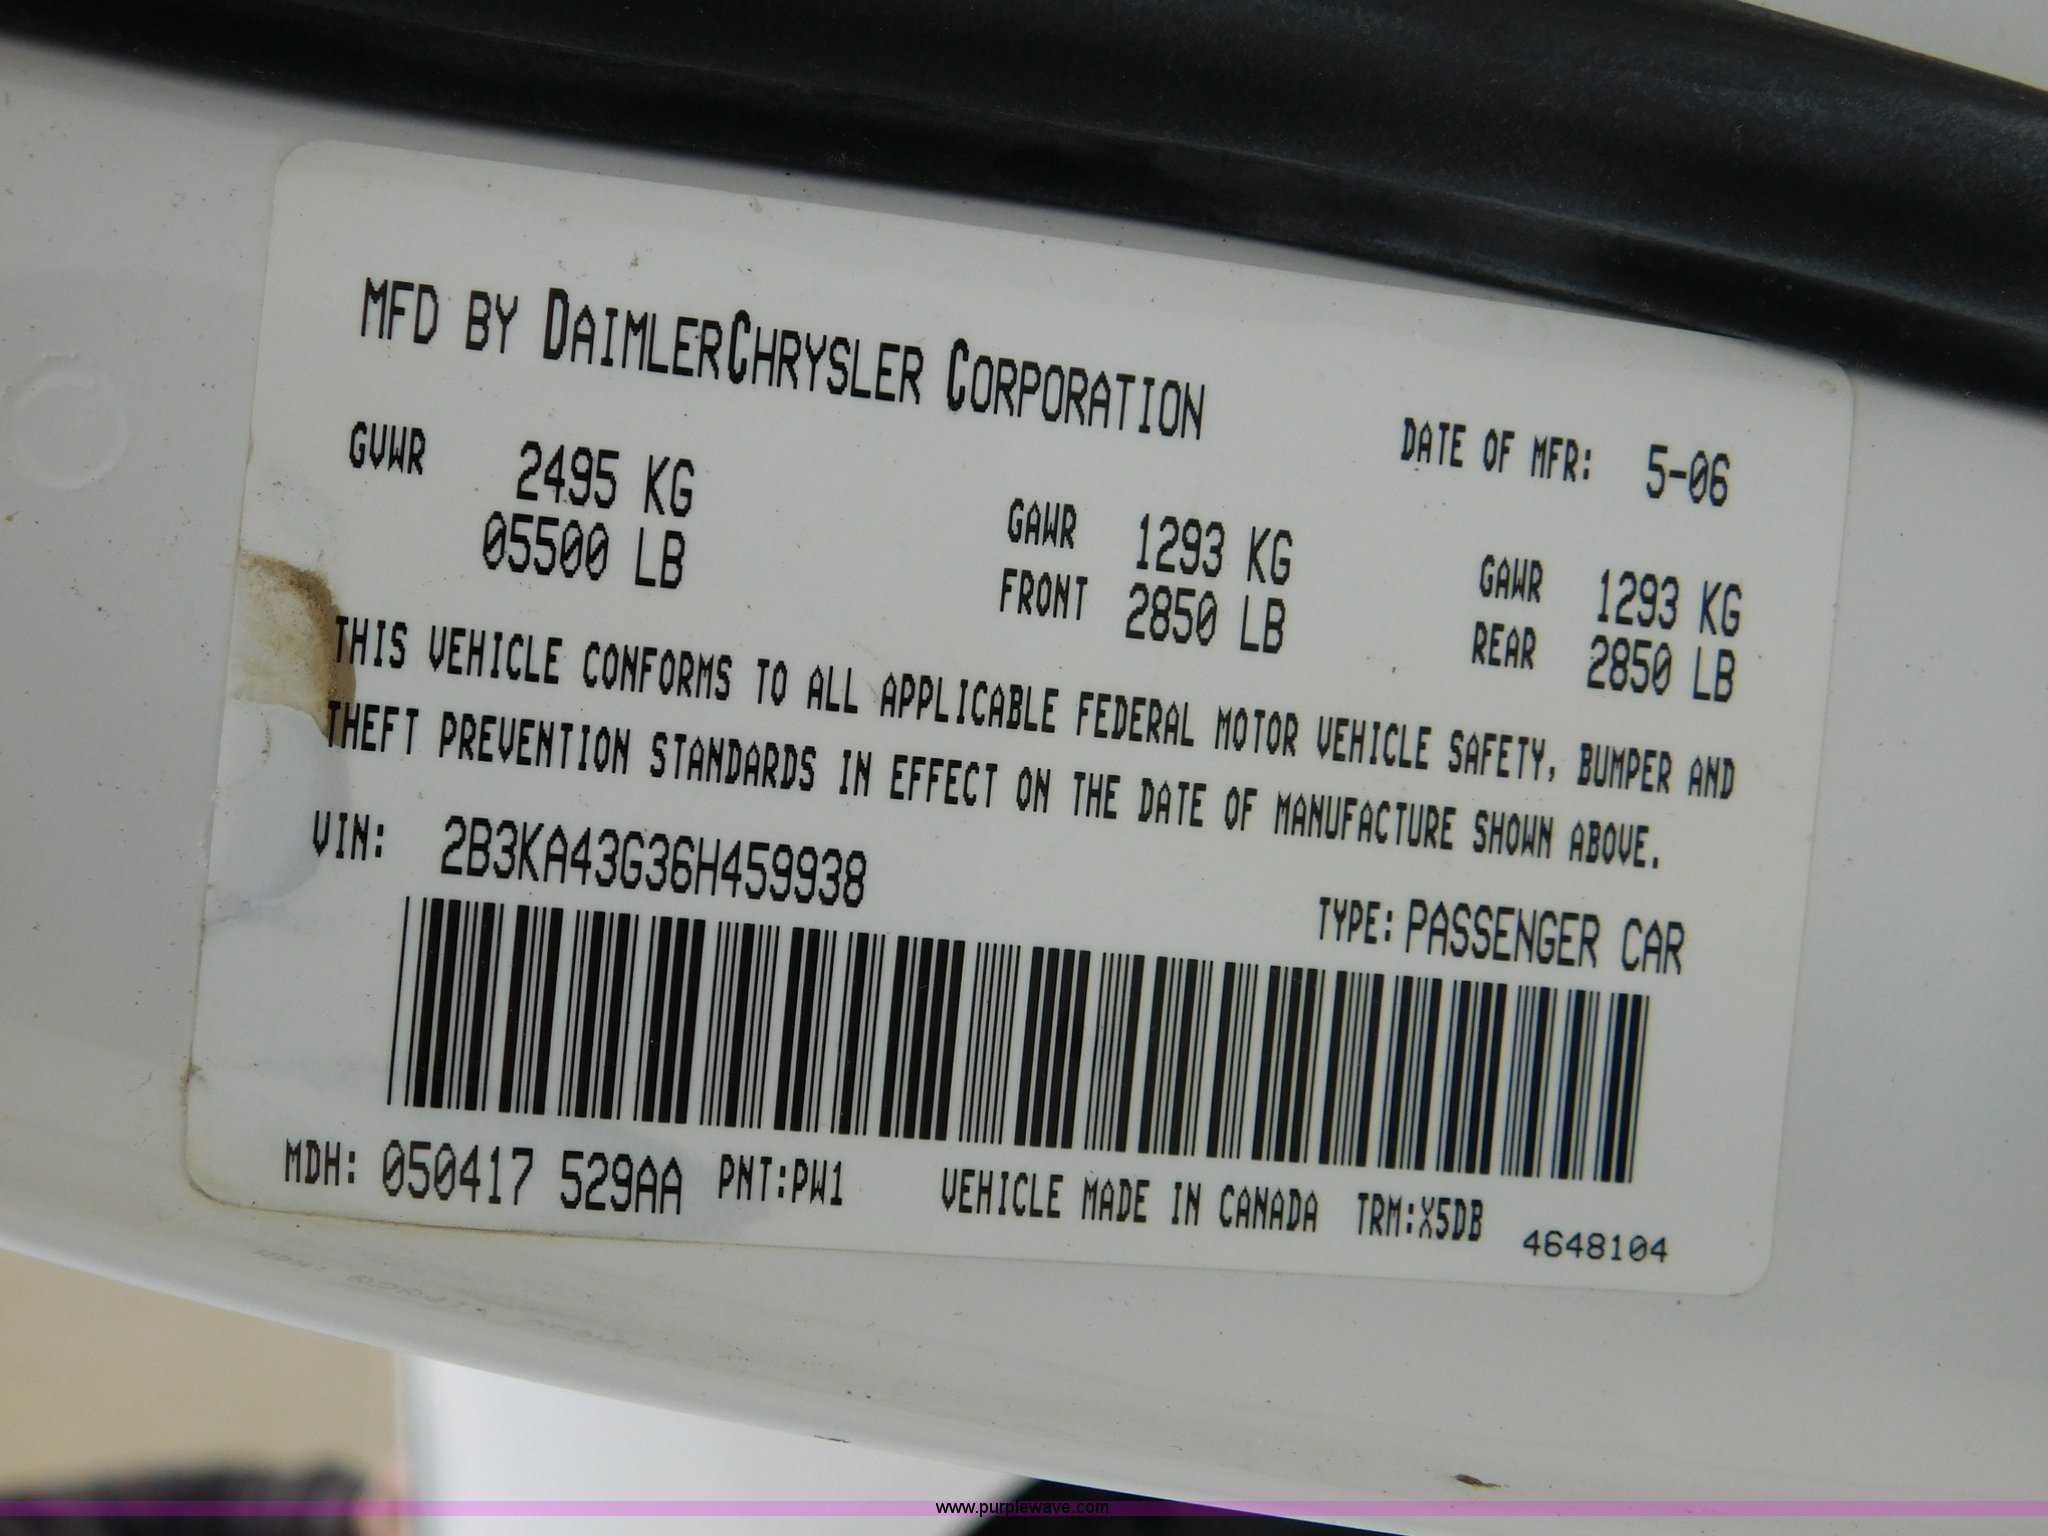 MFD BY DAIMLERCHRYSLER CORPORATION
DATE OF MFR: 5-06
GVWR 2495 KG
05500 LB
GAWR 1293 KG
FRONT 2850 LB
GAWR 1293 KG
REAR 2850 LB
THIS VEHICLE CONFORMS TO ALL APPLICABLE FEDERAL MOTOR VEHICLE SAFETY, BUMPER AND
THEFT PREVENTION STANDARDS IN EFFECT ON THE DATE OF MANUFACTURE SHOWN ABOVE.
VIN: 2B3KA43G36H459938
TYPE: PASSENGER CAR
MDH: 050417 529AA PNT:PW1 VEHICLE MADE IN CANADA TRM:X5DB 4648104
www.purplewave.com